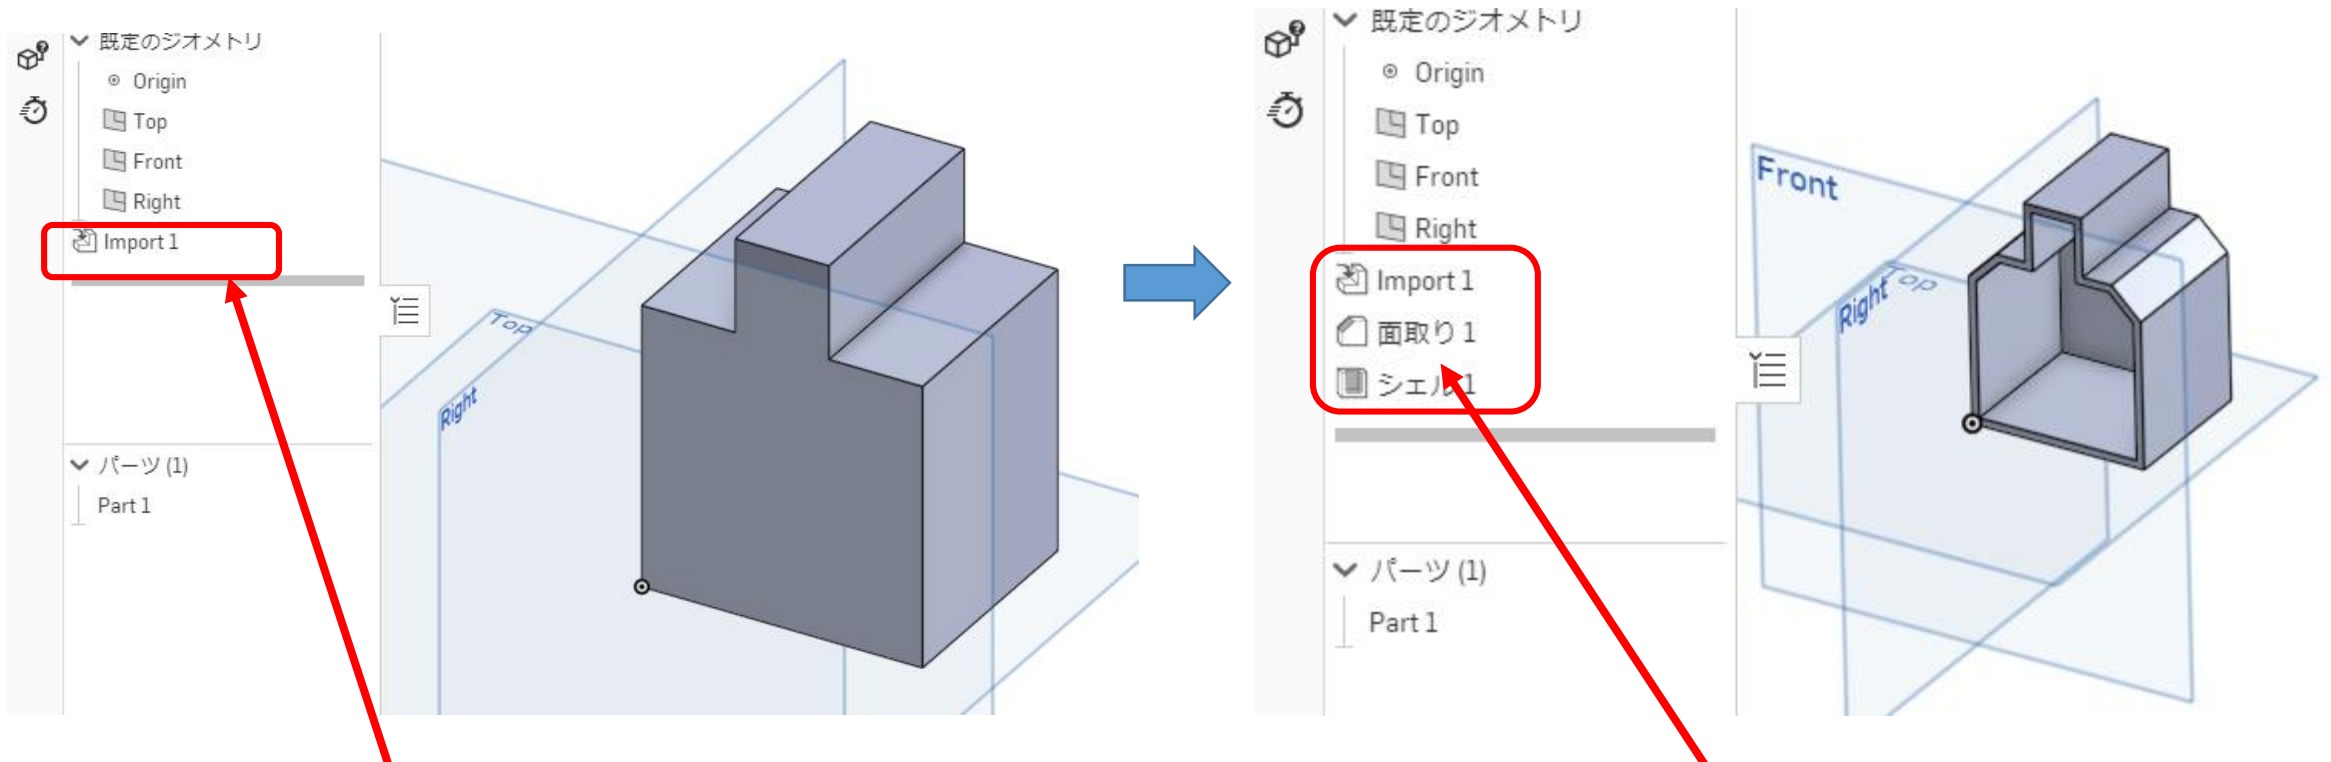 既定のジオメトリ
Origin
Top
Front
Right
Import 1
パーツ (1)
Part 1
Top
Right
既定のジオメトリ
Origin
Top
Front
Right
Import 1
面取り 1
シェル 1
パーツ (1)
Part 1
Front
Top
Right